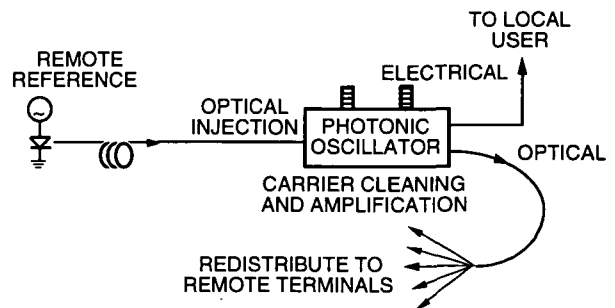 REMOTE
REFERENCE
OPTICAL
INJECTION
PHOTONIC
OSCILLATOR
CARRIER CLEANING
AND AMPLIFICATION
ELECTRICAL
TO LOCAL
USER
OPTICAL
REDISTRIBUTE TO
REMOTE TERMINALS